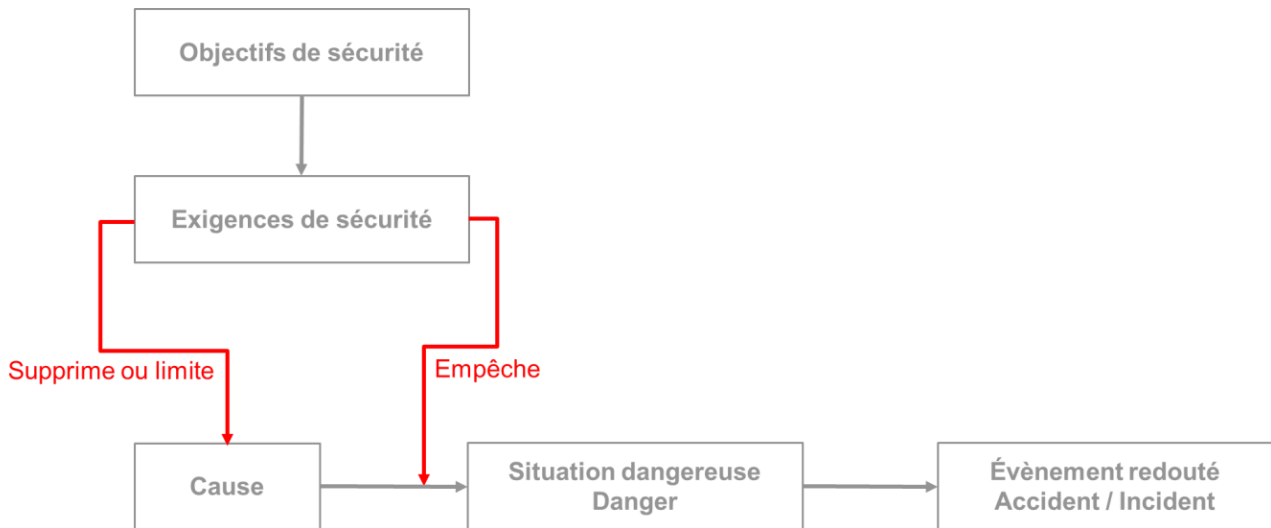 Objectifs de sécurité
Exigences de sécurité
Supprime ou limite
Empêche
Cause
Situation dangereuse
Danger
Évènement redouté
Accident / Incident